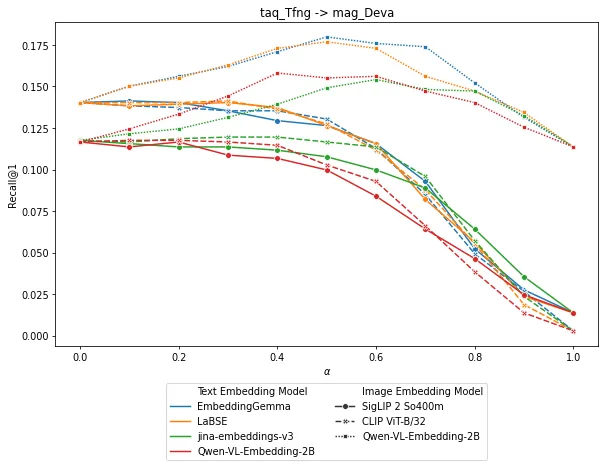 taq_Tfng -> mag_Deva
0.175
0.150
0.125
0.100
0.075
0.050
0.025
0.000
Recall@1
0.0 0.2 0.4 0.6 0.8 1.0
α
Text Embedding Model
EmbeddingGemma
LaBSE
jina-embeddings-v3
Qwen-VL-Embedding-2B
Image Embedding Model
SigLIP 2 So400m
CLIP ViT-B/32
Qwen-VL-Embedding-2B